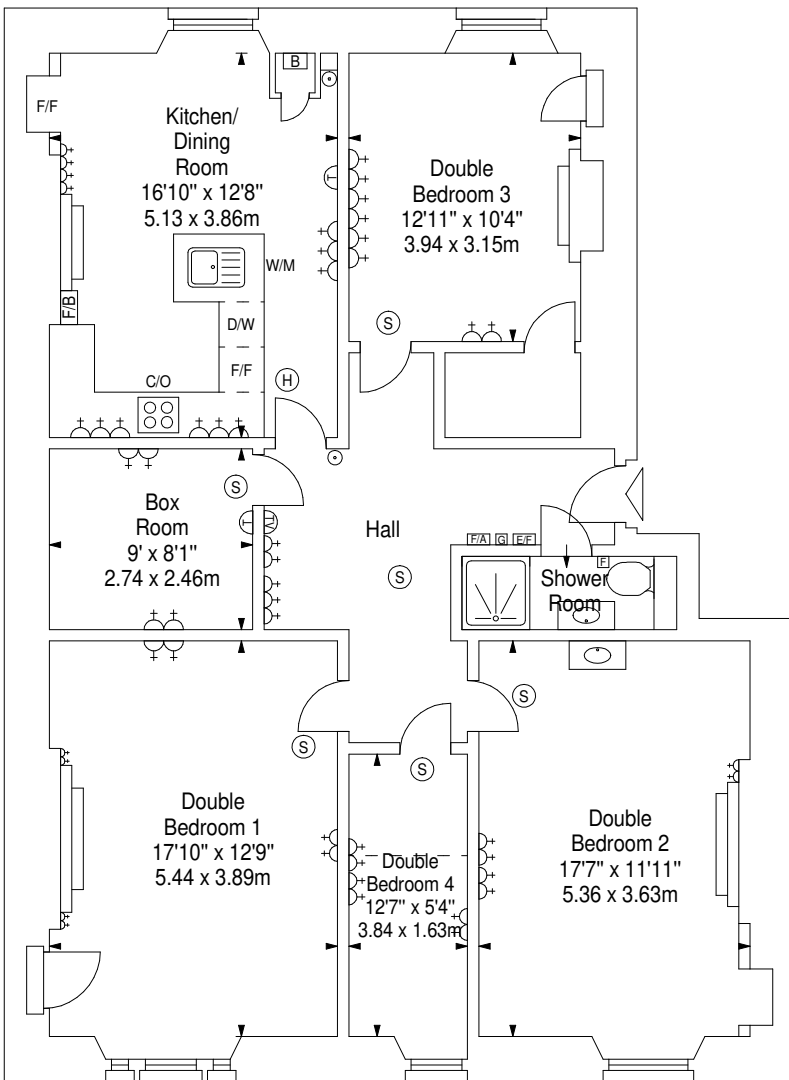 B
F/F
Kitchen/
Dining
Room
16'10" x 12'8"
5.13 x 3.86m
T
Double
Bedroom 3
12'11" x 10'4"
3.94 x 3.15m
W/M
F/B
D/W
S
F/F
C/O
H
S
Box
Room
9' x 8'1"
2.74 x 2.46m
T
Hall
F/A
G
E/F
F
S
Shower
Room
S
S
S
Double
Bedroom 1
17'10" x 12'9"
5.44 x 3.89m
Double
Bedroom 4
12'7" x 5'4"
3.84 x 1.63m
Double
Bedroom 2
17'7" x 11'11"
5.36 x 3.63m